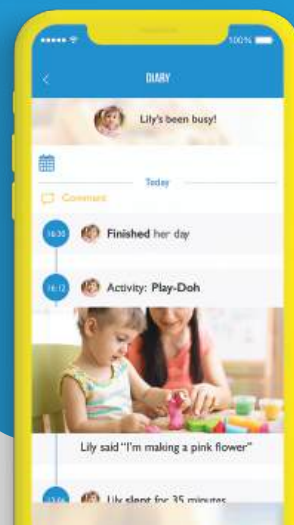 100%
DIARY
Lily's been busy!
Today
Comment
16:30 Finished her day
16:12 Activity: Play-Doh
Lily said "I'm making a pink flower"
Lily slept for 35 minutes